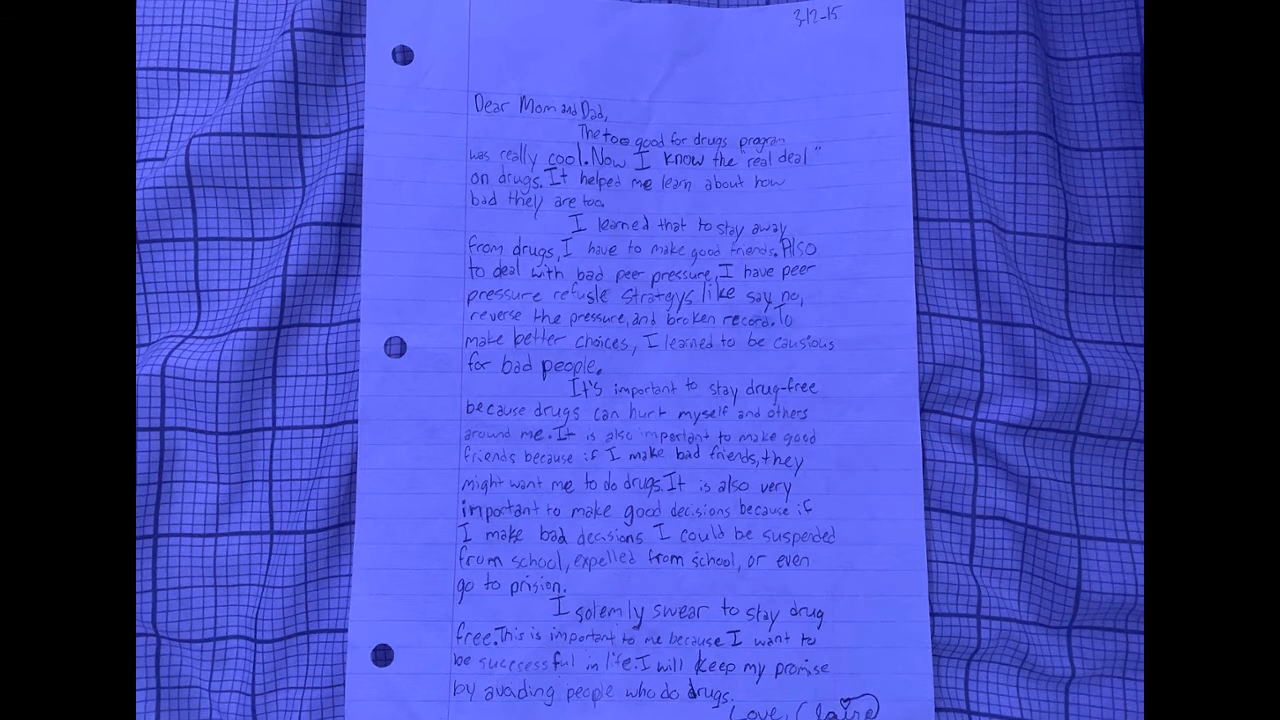 3-12-15
Dear Mom and Dad,
The too good for drugs program
was really cool. Now I know the "real deal"
on drugs. It helped me learn about how
bad they are too.
I learned that to stay away
from drugs, I have to make good friends. Also
to deal with bad peer pressure, I have peer
pressure refusle strategys like say no,
reverse the pressure, and broken record. To
make better choices, I learned to be causious
for bad people.
It's important to stay drug-free
because drugs can hurt myself and others
around me. It is also important to make good
friends because if I make bad friends, they
might want me to do drugs. It is also very
important to make good decisions because if
I make bad decasions I could be suspended
from school, expelled from school, or even
go to prision.
I solemly swear to stay drug
free. This is important to me because I want to
be successful in life. I will keep my promise
by avoiding people who do drugs.
Love, Claire